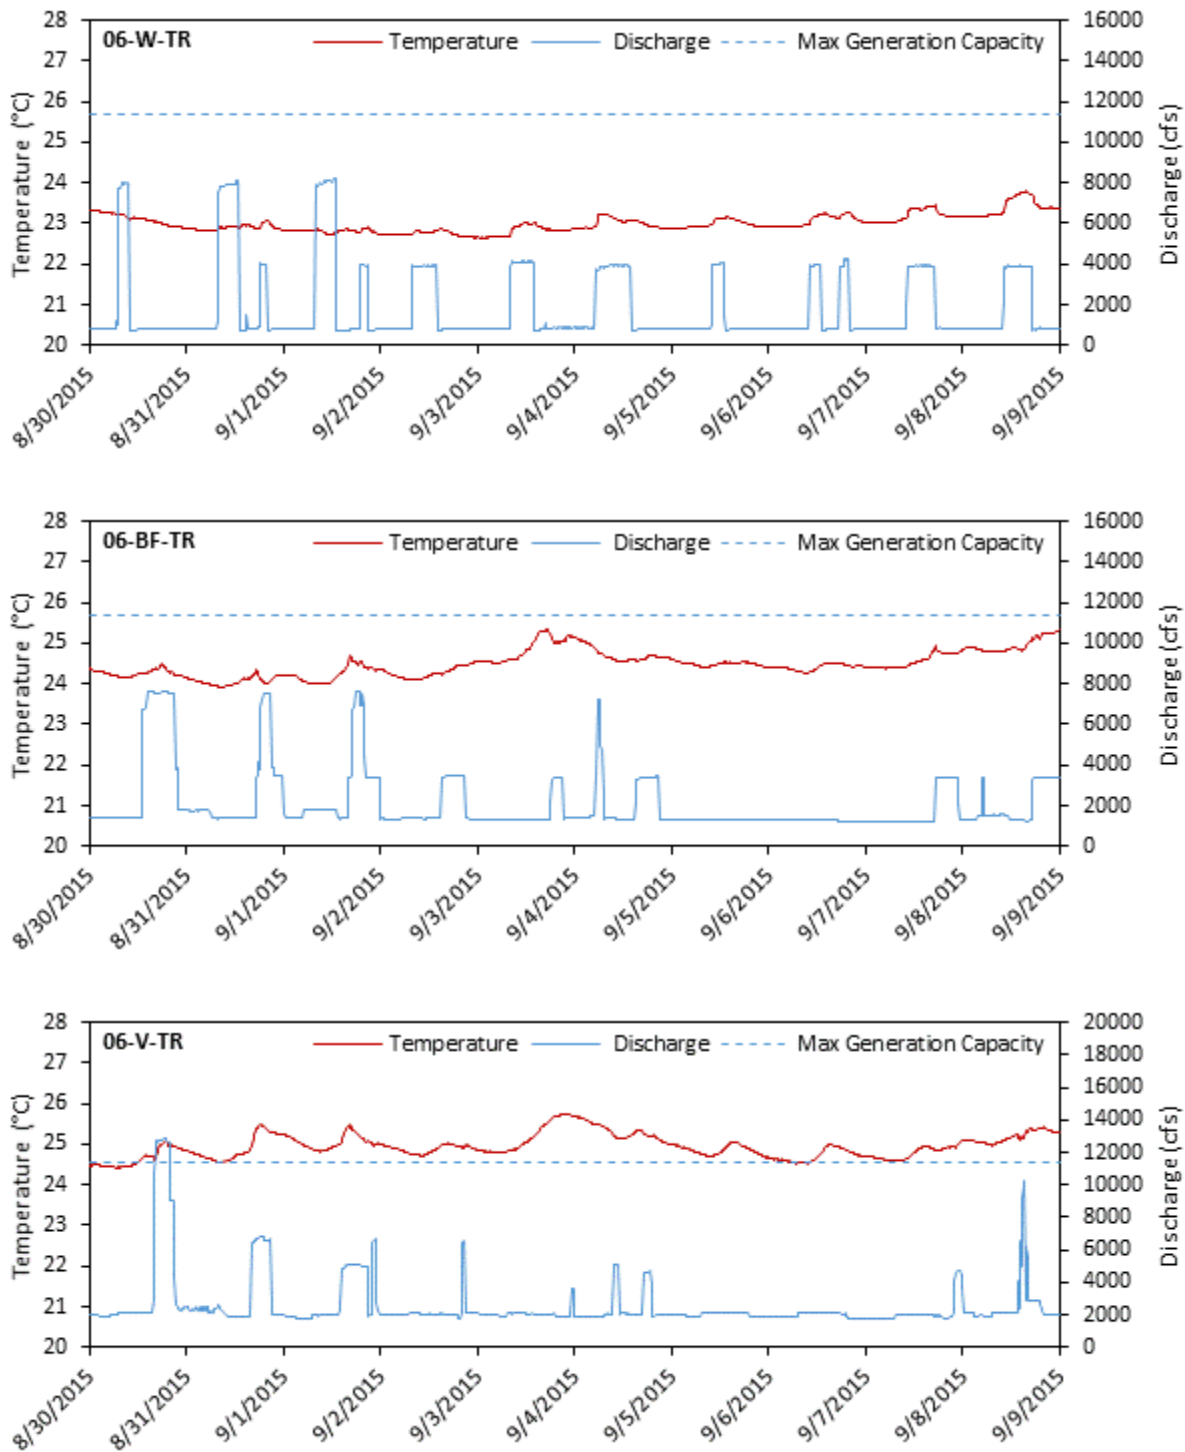 28 16000
06-W-TR Temperature Discharge Max Generation Capacity
27 14000
26 12000
25 10000
24 8000
23 6000
22 4000
21 2000
20 0
Temperature (°C)
Discharge (cfs)
8/30/2015 8/31/2015 9/1/2015 9/2/2015 9/3/2015 9/4/2015 9/5/2015 9/6/2015 9/7/2015 9/8/2015 9/9/2015
28 16000
06-BF-TR Temperature Discharge Max Generation Capacity
27 14000
26 12000
25 10000
24 8000
23 6000
22 4000
21 2000
20 0
Temperature (°C)
Discharge (cfs)
8/30/2015 8/31/2015 9/1/2015 9/2/2015 9/3/2015 9/4/2015 9/5/2015 9/6/2015 9/7/2015 9/8/2015 9/9/2015
28 20000
06-V-TR Temperature Discharge Max Generation Capacity
18000
27 16000
26 14000
25 12000
24 10000
23 8000
22 6000
4000
21 2000
20 0
Temperature (°C)
Discharge (cfs)
8/30/2015 8/31/2015 9/1/2015 9/2/2015 9/3/2015 9/4/2015 9/5/2015 9/6/2015 9/7/2015 9/8/2015 9/9/2015